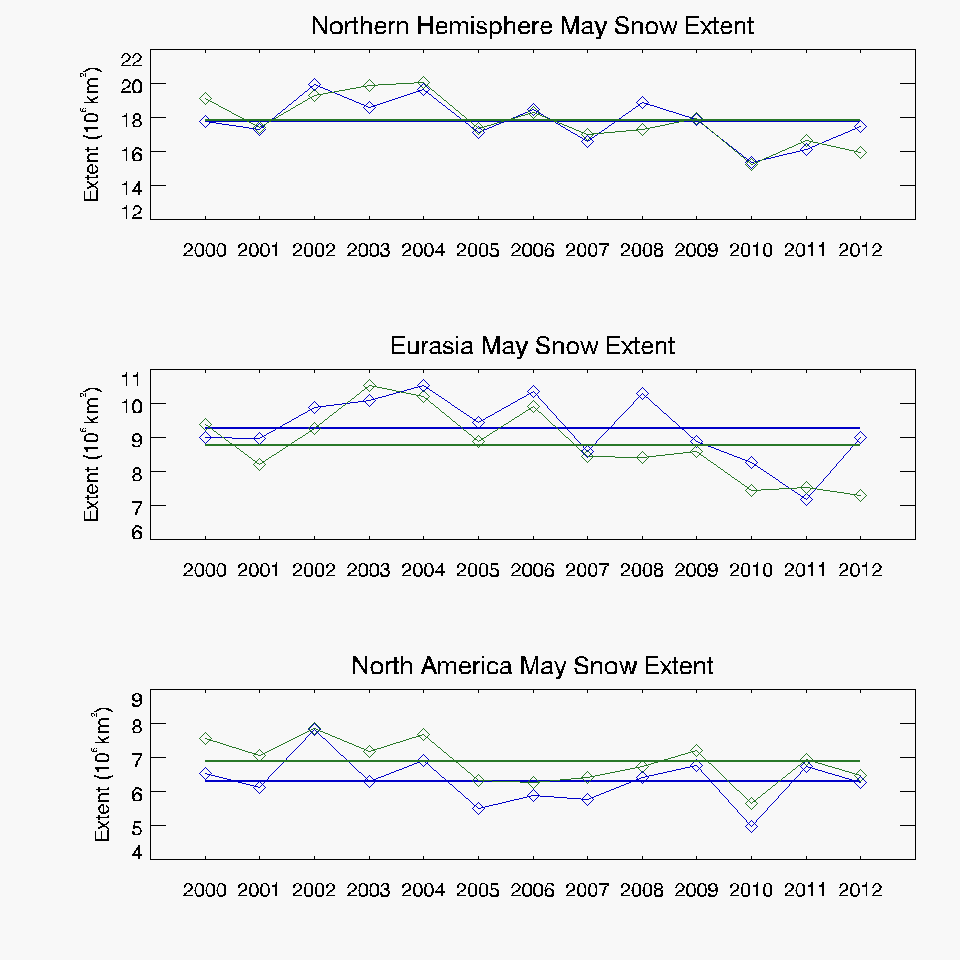 Northern Hemisphere May Snow Extent
Extent (10⁶ km²)
22
20
18
16
14
12
2000 2001 2002 2003 2004 2005 2006 2007 2008 2009 2010 2011 2012
Eurasia May Snow Extent
Extent (10⁶ km²)
11
10
9
8
7
6
2000 2001 2002 2003 2004 2005 2006 2007 2008 2009 2010 2011 2012
North America May Snow Extent
Extent (10⁶ km²)
9
8
7
6
5
4
2000 2001 2002 2003 2004 2005 2006 2007 2008 2009 2010 2011 2012